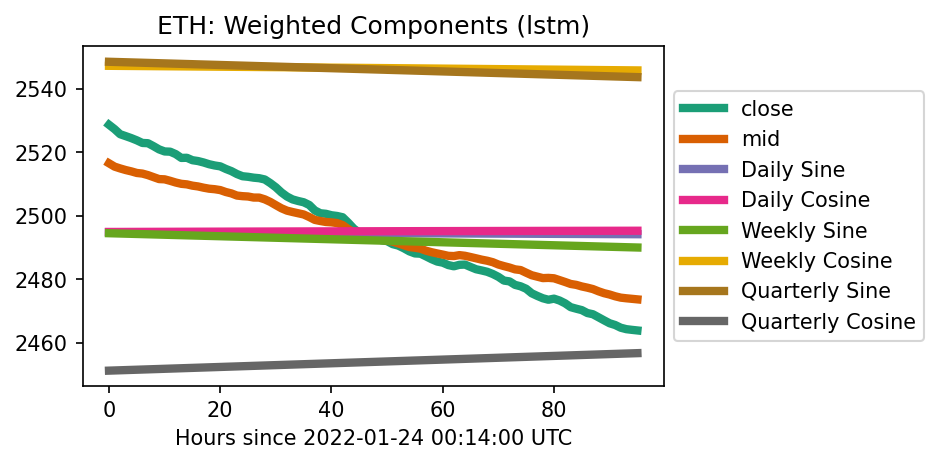 ETH: Weighted Components (lstm)
2540
2520
2500
2480
2460
0 20 40 60 80
Hours since 2022-01-24 00:14:00 UTC
close
mid
Daily Sine
Daily Cosine
Weekly Sine
Weekly Cosine
Quarterly Sine
Quarterly Cosine